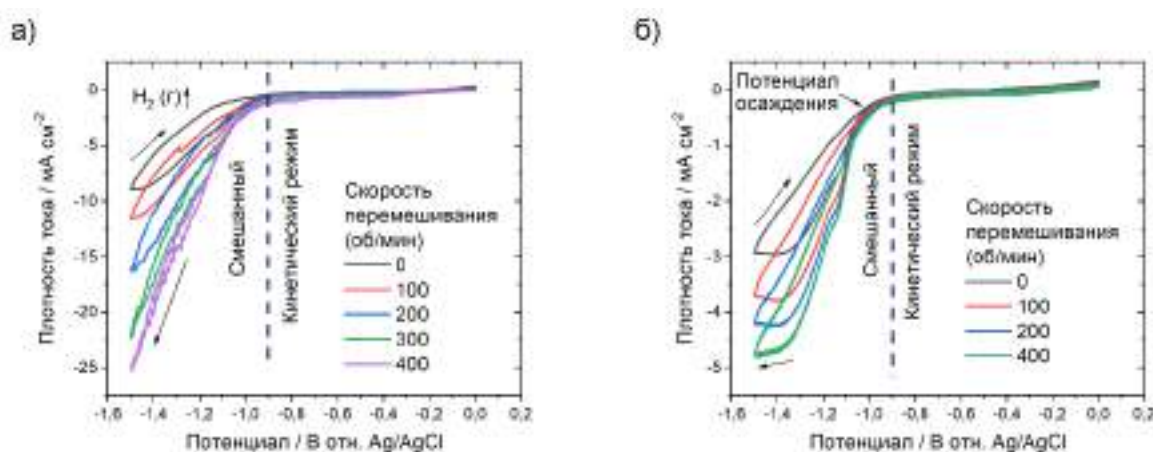 а)
H₂ (г)↑
Смешанный
Кинетический режим
Скорость
перемешивания
(об/мин)
0
100
200
300
400
0
-5
-10
-15
-20
-25
Плотность тока / мА см⁻²
-1,6 -1,4 -1,2 -1,0 -0,8 -0,6 -0,4 -0,2 0,0 0,2
Потенциал / В отн. Ag/AgCl
б)
Потенциал
осаждения
Смешанный
Кинетический режим
Скорость
перемешивания
(об/мин)
0
100
200
400
0
-1
-2
-3
-4
-5
Плотность тока / мА см⁻²
-1,6 -1,4 -1,2 -1,0 -0,8 -0,6 -0,4 -0,2 0,0 0,2
Потенциал / В отн. Ag/AgCl